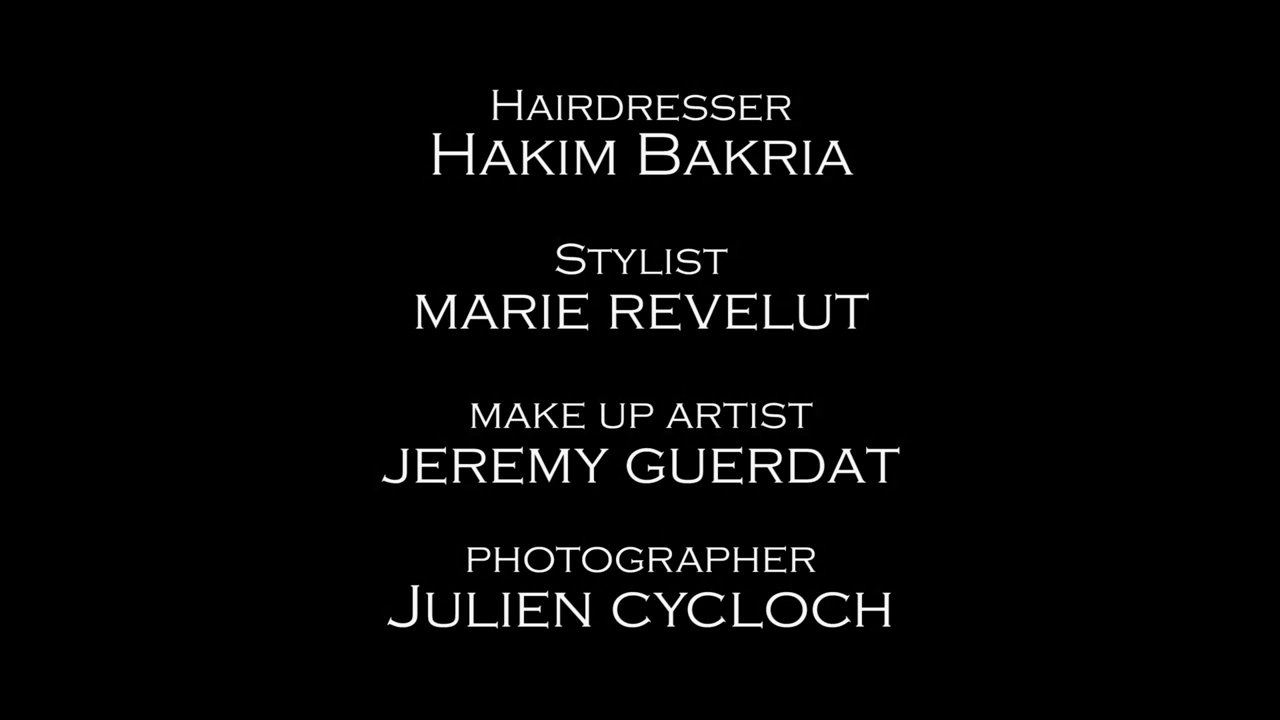 Hairdresser
Hakim Bakria
Stylist
MARIE REVELUT
MAKE UP ARTIST
JEREMY GUERDAT
PHOTOGRAPHER
Julien cycloch